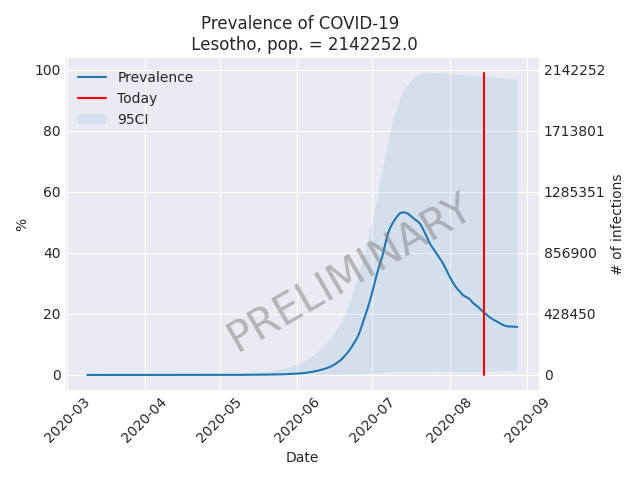 Prevalence of COVID-19
Lesotho, pop. = 2142252.0
Prevalence
Today
95CI
100
80
60
40
20
0
%
2142252
1713801
1285351
856900
428450
0
# of infections
PRELIMINARY
2020-03
2020-04
2020-05
2020-06
2020-07
2020-08
2020-09
Date